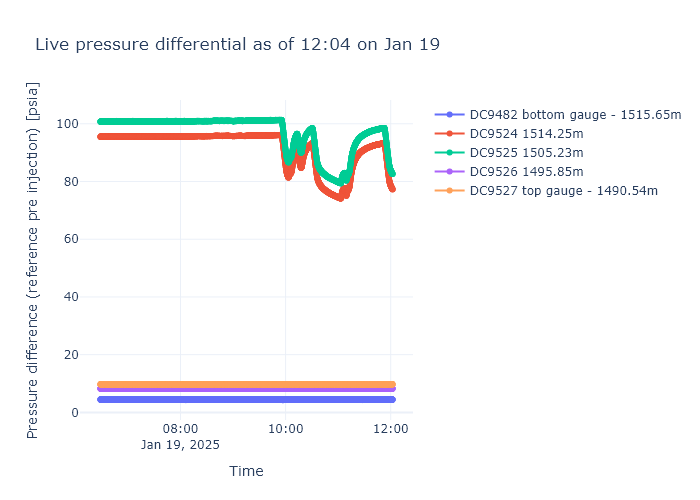 Live pressure differential as of 12:04 on Jan 19
Pressure difference (reference pre injection) [psia]
100
80
60
40
20
0
08:00
Jan 19, 2025
10:00
12:00
Time
DC9482 bottom gauge - 1515.65m
DC9524 1514.25m
DC9525 1505.23m
DC9526 1495.85m
DC9527 top gauge - 1490.54m